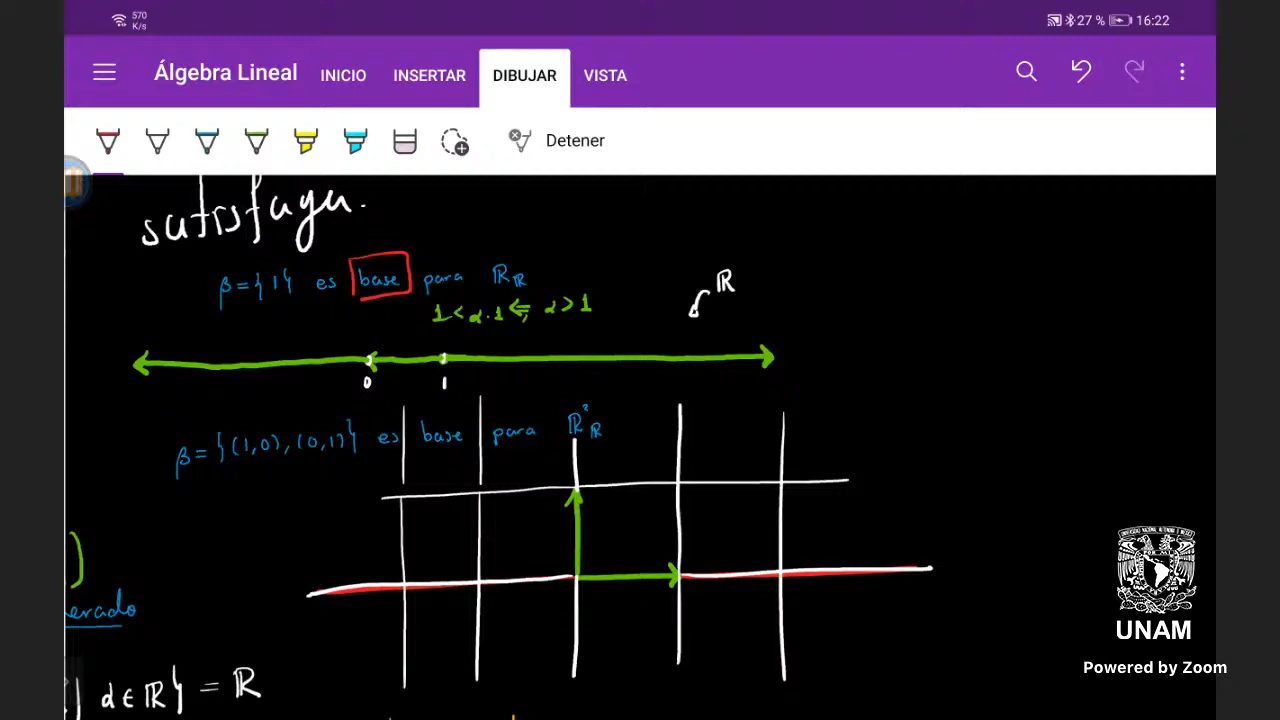 570
K/s
27 % 16:22
Álgebra Lineal INICIO INSERTAR DIBUJAR VISTA
Detener
satisfaga.
β={1} es base para ℝℝ
ℝ
1<α.1⇐, α>1
0 1
β={(1,0),(0,1)} es base para ℝ²ℝ
)
erado
α∈ℝ} = ℝ
UNAM
Powered by Zoom